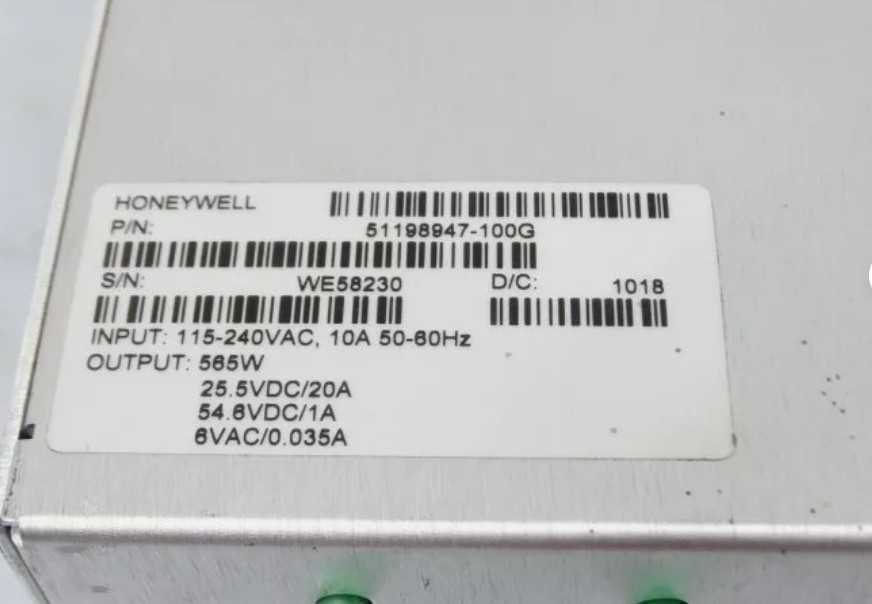 HONEYWELL
P/N: 51198947-100G
S/N: WE58230 D/C: 1018
INPUT: 115-240VAC, 10A 50-60Hz
OUTPUT: 565W
25.5VDC/20A
54.6VDC/1A
6VAC/0.035A